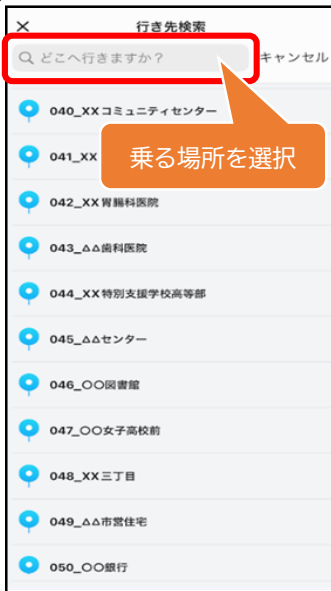 × 行き先検索
どこへ行きますか？ キャンセル
040_XXコミュニティセンター
041_XX
乗る場所を選択
042_XX胃腸科医院
043_△△歯科医院
044_XX特別支援学校高等部
045_△△センター
046_〇〇図書館
047_〇〇女子高校前
048_XX三丁目
049_△△市営住宅
050_〇〇銀行